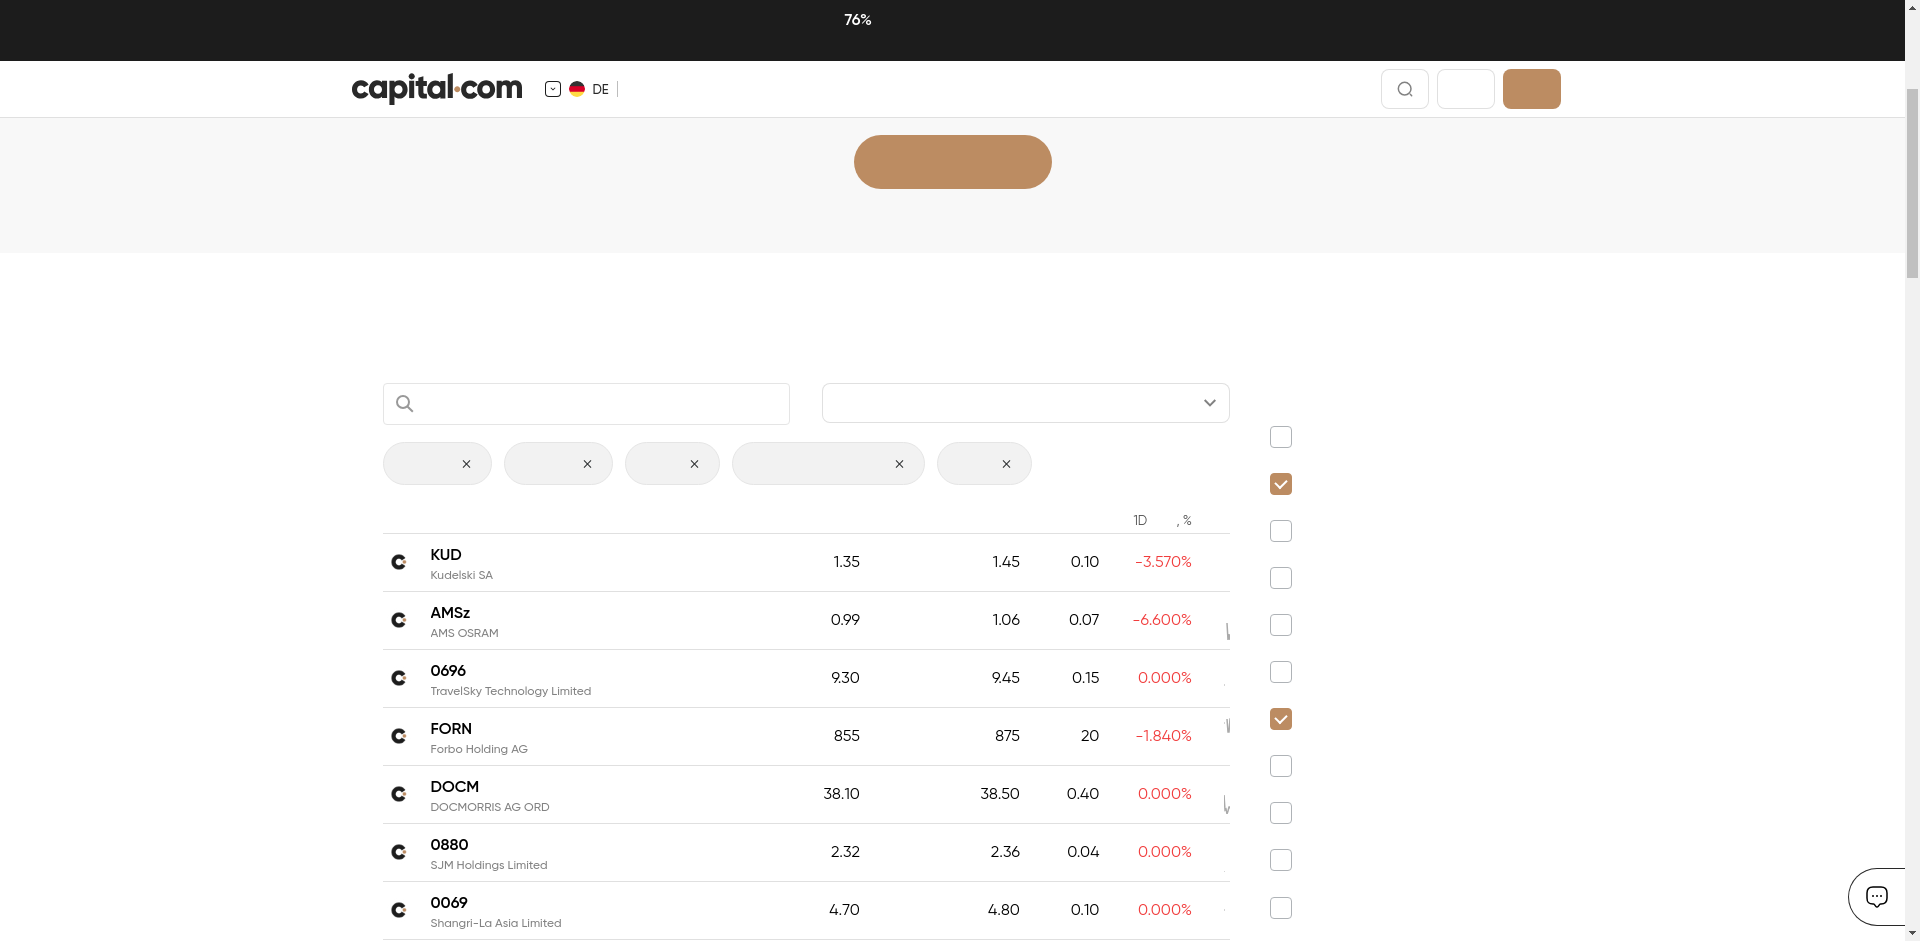 76%
capital.com
DE
1D , %
KUD 1.35 1.45 0.10 -3.570%
Kudelski SA
AMSz 0.99 1.06 0.07 -6.600%
AMS OSRAM
0696 9.30 9.45 0.15 0.000%
TravelSky Technology Limited
FORN 855 875 20 -1.840%
Forbo Holding AG
DOCM 38.10 38.50 0.40 0.000%
DOCMORRIS AG ORD
0880 2.32 2.36 0.04 0.000%
SJM Holdings Limited
0069 4.70 4.80 0.10 0.000%
Shangri-La Asia Limited